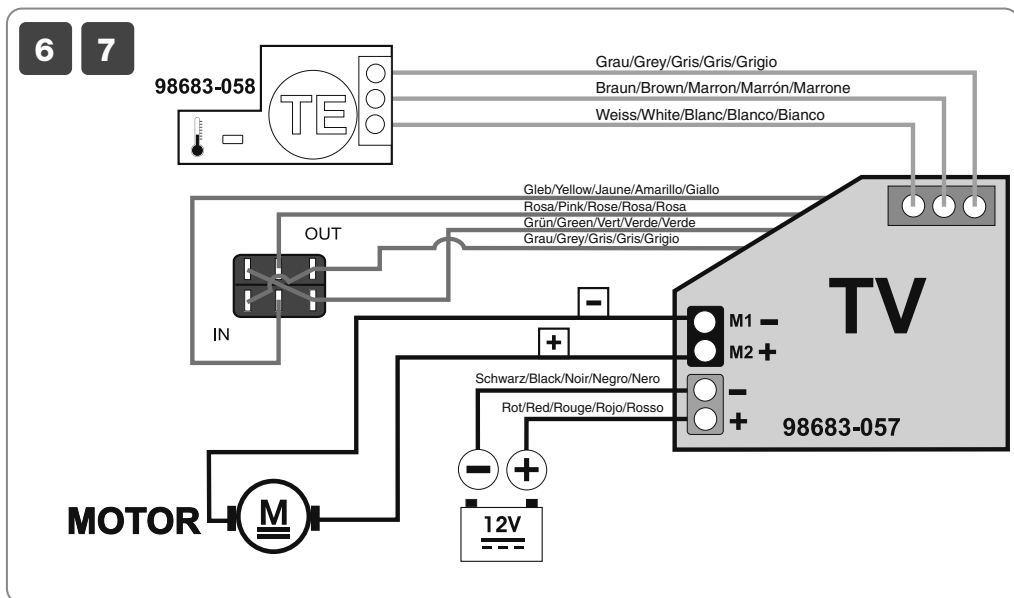 6 7
98683-058
TE
Grau/Grey/Gris/Gris/Grigio
Braun/Brown/Marron/Marrón/Marrone
Weiss/White/Blanc/Blanco/Bianco
Gleb/Yellow/Jaune/Amarillo/Giallo
Rosa/Pink/Rose/Rosa/Rosa
Grün/Green/Vert/Verde/Verde
Grau/Grey/Gris/Gris/Grigio
OUT
IN
TV
-
M1 -
+
M2 +
Schwarz/Black/Noir/Negro/Nero
-
Rot/Red/Rouge/Rojo/Rosso
+
98683-057
- +
MOTOR
M
12V